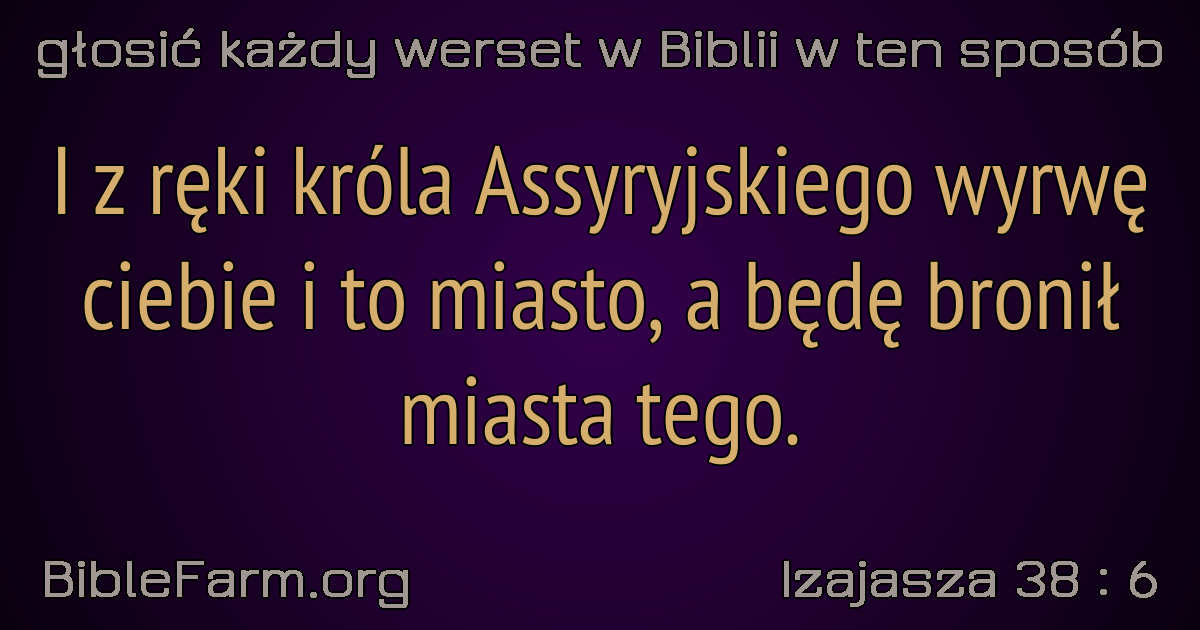 głosić każdy werset w Biblii w ten sposób
I z ręki króla Assyryjskiego wyrwę
ciebie i to miasto, a będę bronił
miasta tego.
BibleFarm.org
Izajasza 38 : 6